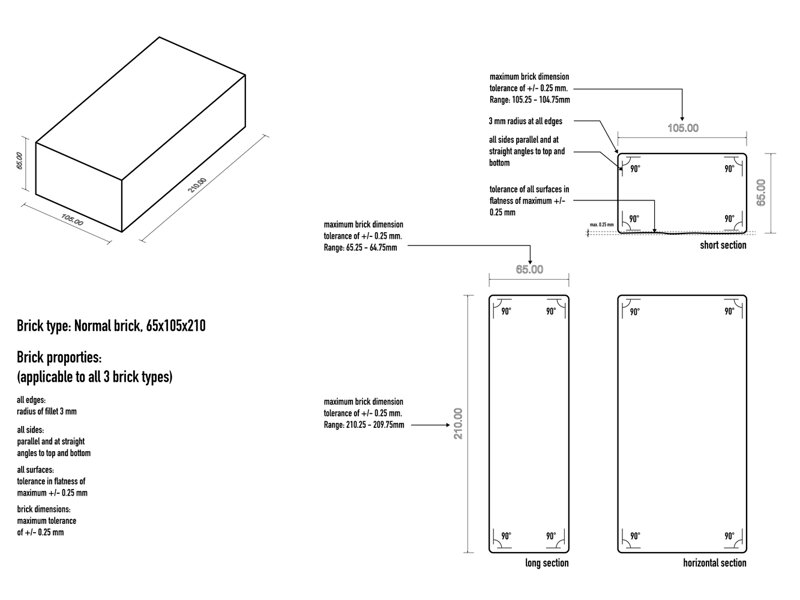 maximum brick dimension
tolerance of +/- 0.25 mm.
Range: 105.25 - 104.75mm
3 mm radius at all edges
all sides parallel and at
straight angles to top and
bottom
tolerance of all surfaces in
flatness of maximum +/-
0.25 mm
105.00
65.00
90°
90°
90°
90°
max. 0.25 mm
short section
65.00
105.00
210.00
maximum brick dimension
tolerance of +/- 0.25 mm.
Range: 65.25 - 64.75mm
65.00
90°
90°
90°
90°
maximum brick dimension
tolerance of +/- 0.25 mm.
Range: 210.25 - 209.75mm
210.00
90°
90°
90°
90°
long section
horizontal section
Brick type: Normal brick, 65x105x210
Brick proporties:
(applicable to all 3 brick types)
all edges:
radius of fillet 3 mm
all sides:
parallel and at straight
angles to top and bottom
all surfaces:
tolerance in flatness of
maximum +/- 0.25 mm
brick dimensions:
maximum tolerance
of +/- 0.25 mm